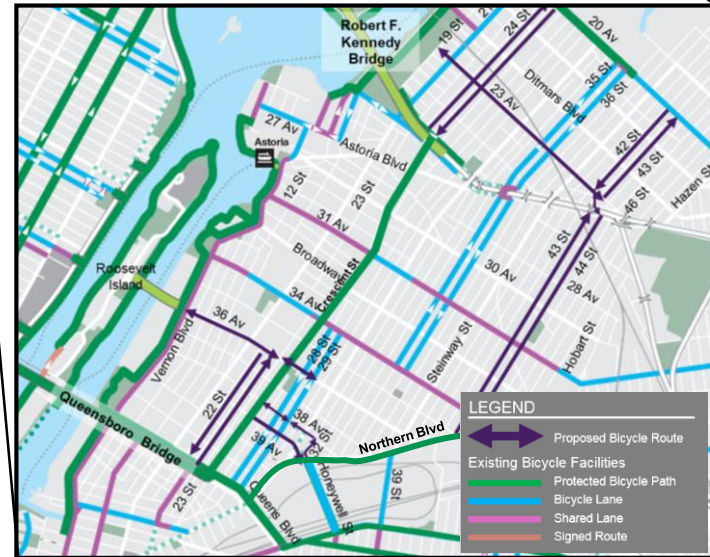 Robert F.
Kennedy
Bridge
19 St
21
24 St
20 Av
23 Av
Ditmars Blvd
35 St
36 St
42 St
43 St
46 St
Hazen St
27 Av
Astoria
Astoria Blvd
12 St
23 St
31 Av
Broadway
Crescent St
30 Av
43 St
44 St
28 Av
Roosevelt
Island
34 Av
36 Av
Vernon Blvd
28 St
29 St
Steinway St
Hobart St
22 St
38 Av
39 Av
32 St
Northern Blvd
Queensboro Bridge
23 St
Queens Blvd
Honeywell St
39 St
LEGEND
Proposed Bicycle Route
Existing Bicycle Facilities
Protected Bicycle Path
Bicycle Lane
Shared Lane
Signed Route